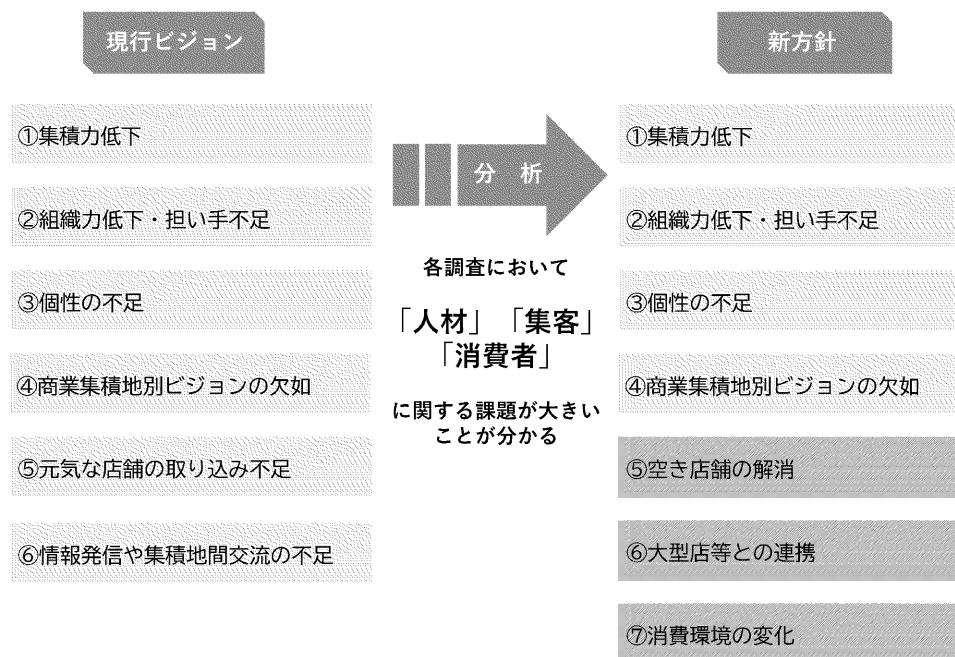 現行ビジョン
①集積力低下
②組織力低下・担い手不足
③個性の不足
④商業集積地別ビジョンの欠如
⑤元気な店舗の取り込み不足
⑥情報発信や集積地間交流の不足
分 析
各調査において
「人材」「集客」
「消費者」
に関する課題が大きい
ことが分かる
新方針
①集積力低下
②組織力低下・担い手不足
③個性の不足
④商業集積地別ビジョンの欠如
⑤空き店舗の解消
⑥大型店等との連携
⑦消費環境の変化